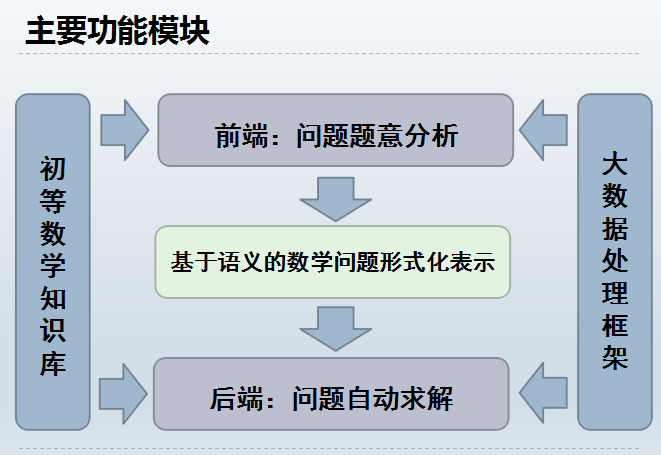 主要功能模块
初等数学知识库
前端：问题题意分析
基于语义的数学问题形式化表示
后端：问题自动求解
大数据处理框架